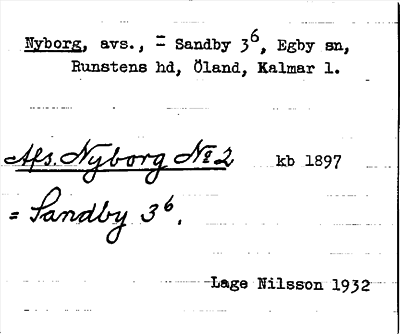 Nyborg, avs., = Sandby 3⁶, Egby sn,
Runstens hd, Öland, Kalmar l.
Afs. Nyborg No 2 kb 1897
= Sandby 3⁶.
Lage Nilsson 1932